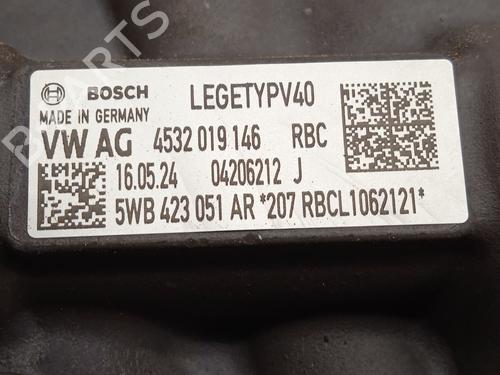 BOSCH LEGETYPV40
MADE IN GERMANY
VW AG 4532 019 146 RBC
16.05.24 04206212 J
5WB 423 051 AR *207 RBCL1062121*